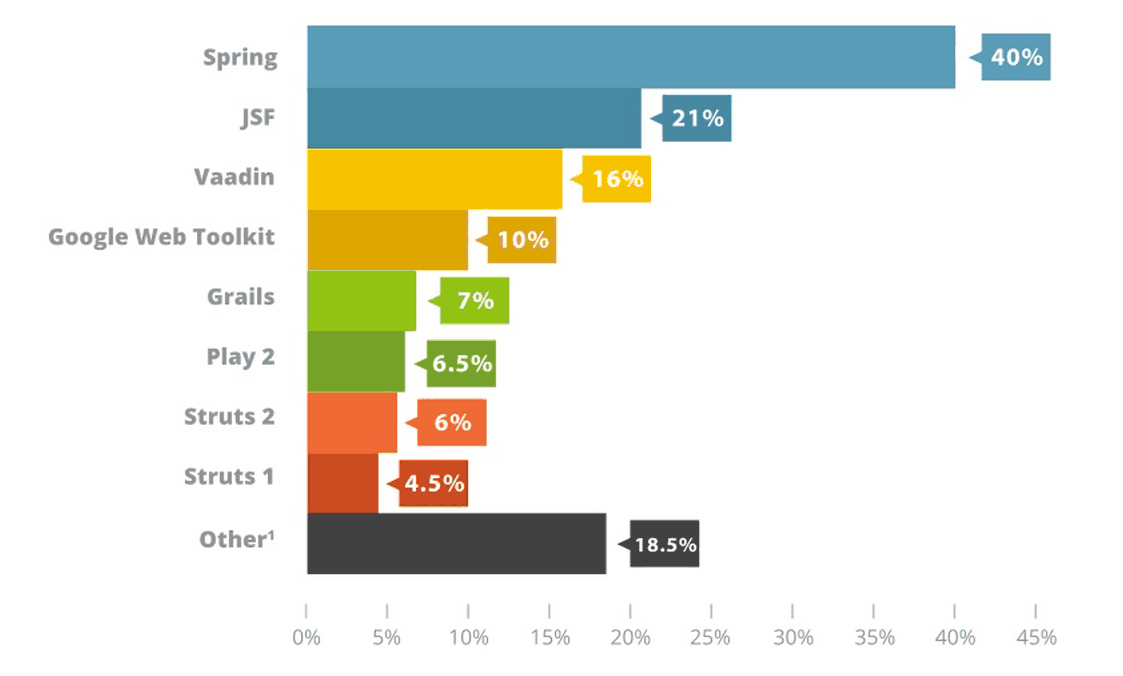 Spring 40%
JSF 21%
Vaadin 16%
Google Web Toolkit 10%
Grails 7%
Play 2 6.5%
Struts 2 6%
Struts 1 4.5%
Other¹ 18.5%
0% 5% 10% 15% 20% 25% 30% 35% 40% 45%